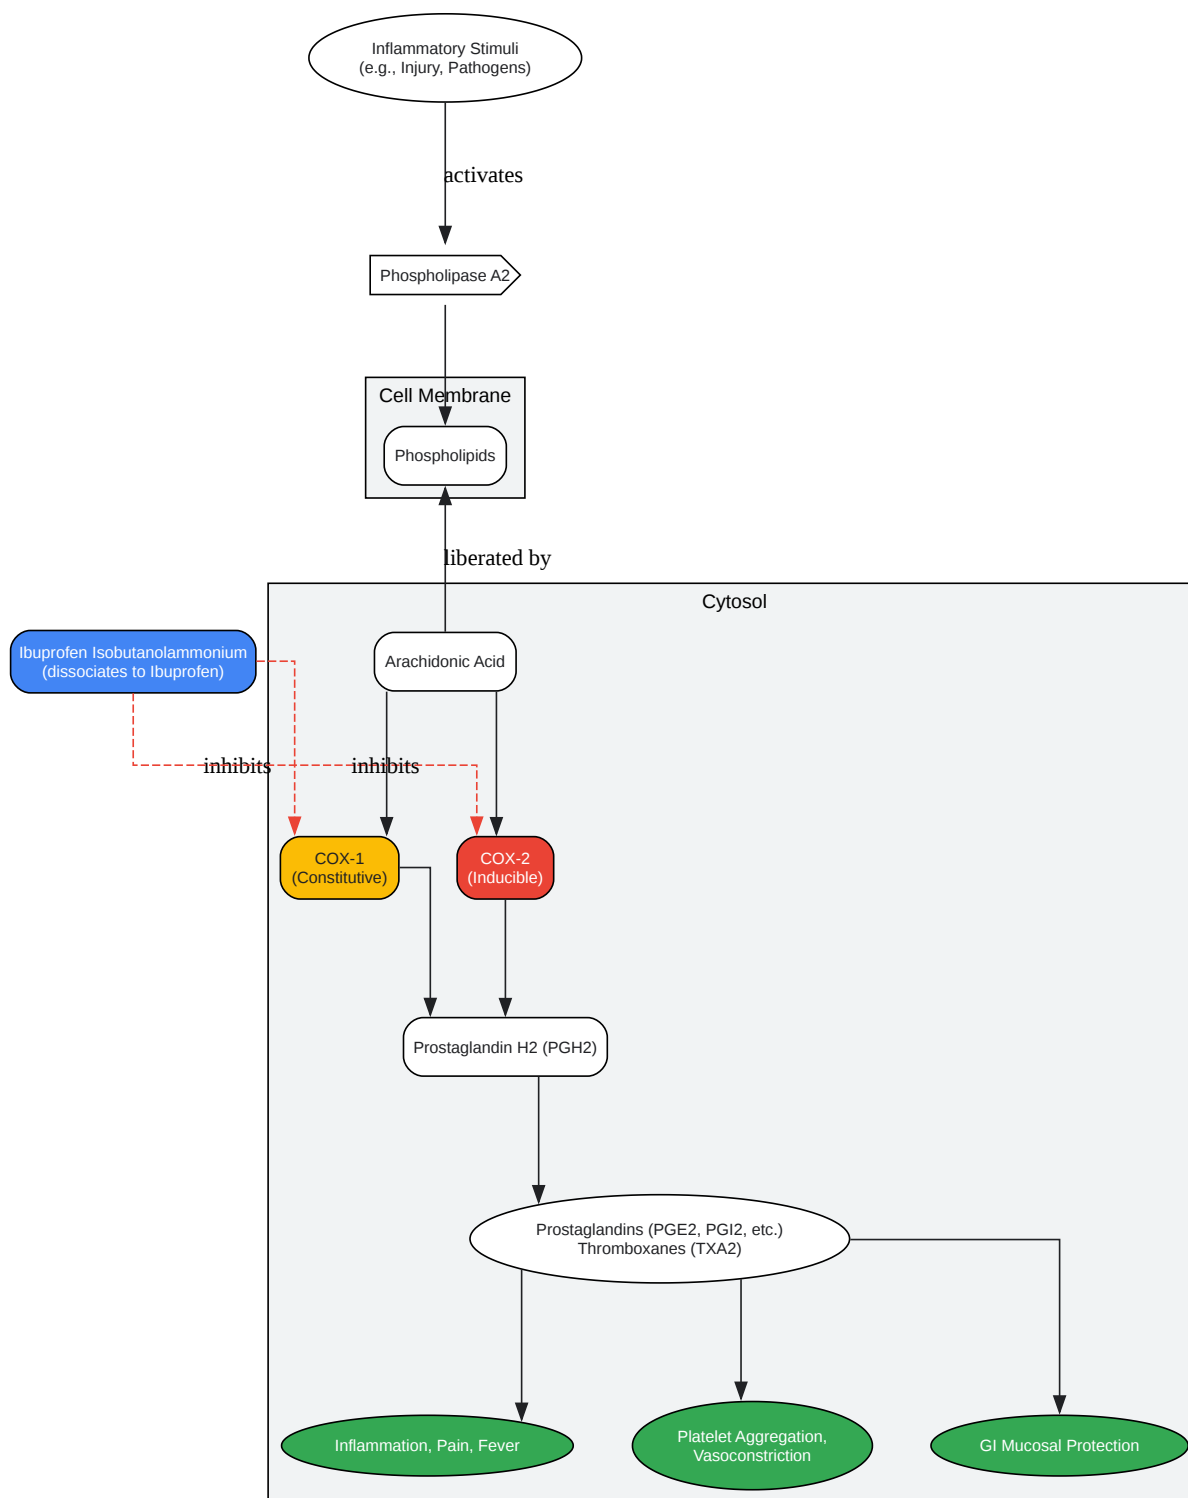 Inflammatory Stimuli
(e.g., Injury, Pathogens)
activates
Phospholipase A2
Cell Membrane
Phospholipids
liberated by
Cytosol
Ibuprofen Isobutanolammonium
(dissociates to Ibuprofen)
Arachidonic Acid
inhibits
inhibits
COX-1
(Constitutive)
COX-2
(Inducible)
Prostaglandin H2 (PGH2)
Prostaglandins (PGE2, PGI2, etc.)
Thromboxanes (TXA2)
Inflammation, Pain, Fever
Platelet Aggregation,
Vasoconstriction
GI Mucosal Protection